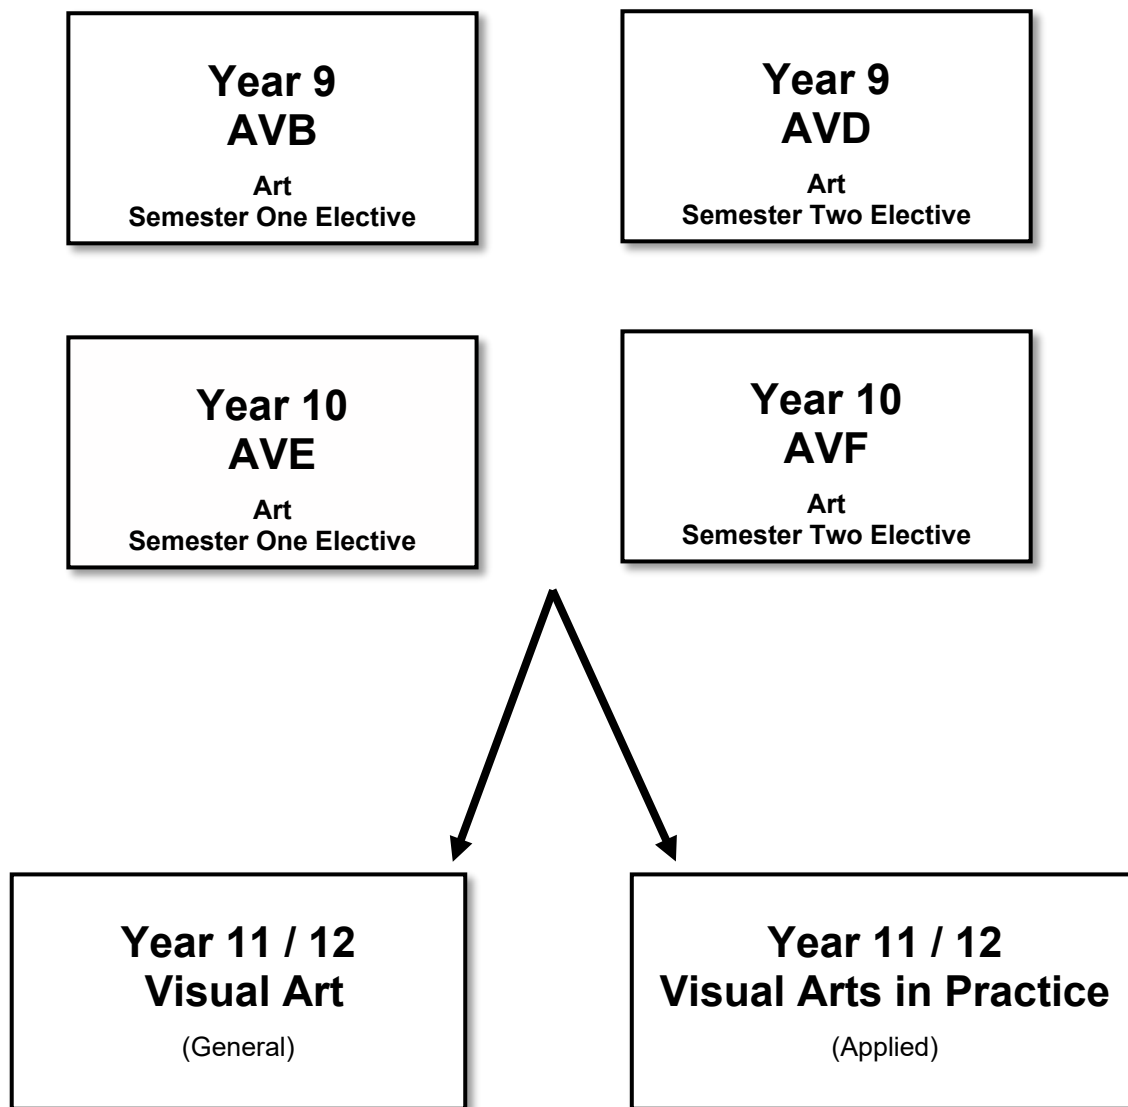 Year 9
AVB
Art
Semester One Elective
Year 9
AVD
Art
Semester Two Elective
Year 10
AVE
Art
Semester One Elective
Year 10
AVF
Art
Semester Two Elective
Year 11 / 12
Visual Art
(General)
Year 11 / 12
Visual Arts in Practice
(Applied)